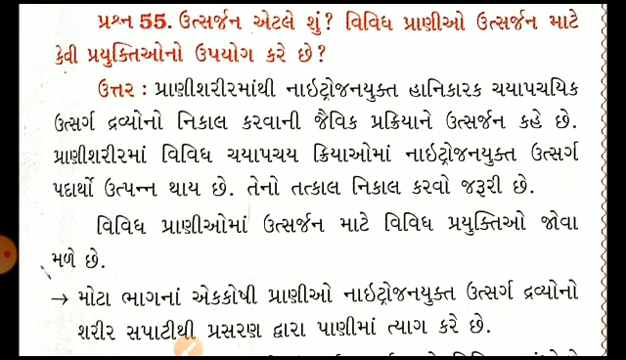 પ્રશ્ન 55. ઉત્સર્જન એટલે શું? વિવિધ પ્રાણીઓ ઉત્સર્જન માટે
કેવી પ્રયુક્તિઓનો ઉપયોગ કરે છે?
ઉત્તર : પ્રાણીશરીરમાંથી નાઇટ્રોજનયુક્ત હાનિકારક ચયાપચયિક
ઉત્સર્ગ દ્રવ્યોનો નિકાલ કરવાની જૈવિક પ્રક્રિયાને ઉત્સર્જન કહે છે.
પ્રાણીશરીરમાં વિવિધ ચયાપચય ક્રિયાઓમાં નાઇટ્રોજનયુક્ત ઉત્સર્ગ
પદાર્થો ઉત્પન્ન થાય છે. તેનો તત્કાલ નિકાલ કરવો જરૂરી છે.
વિવિધ પ્રાણીઓમાં ઉત્સર્જન માટે વિવિધ પ્રયુક્તિઓ જોવા
મળે છે.
→ મોટા ભાગનાં એકકોષી પ્રાણીઓ નાઇટ્રોજનયુક્ત ઉત્સર્ગ દ્રવ્યોનો
શરીર સપાટીથી પ્રસરણ દ્વારા પાણીમાં ત્યાગ કરે છે.